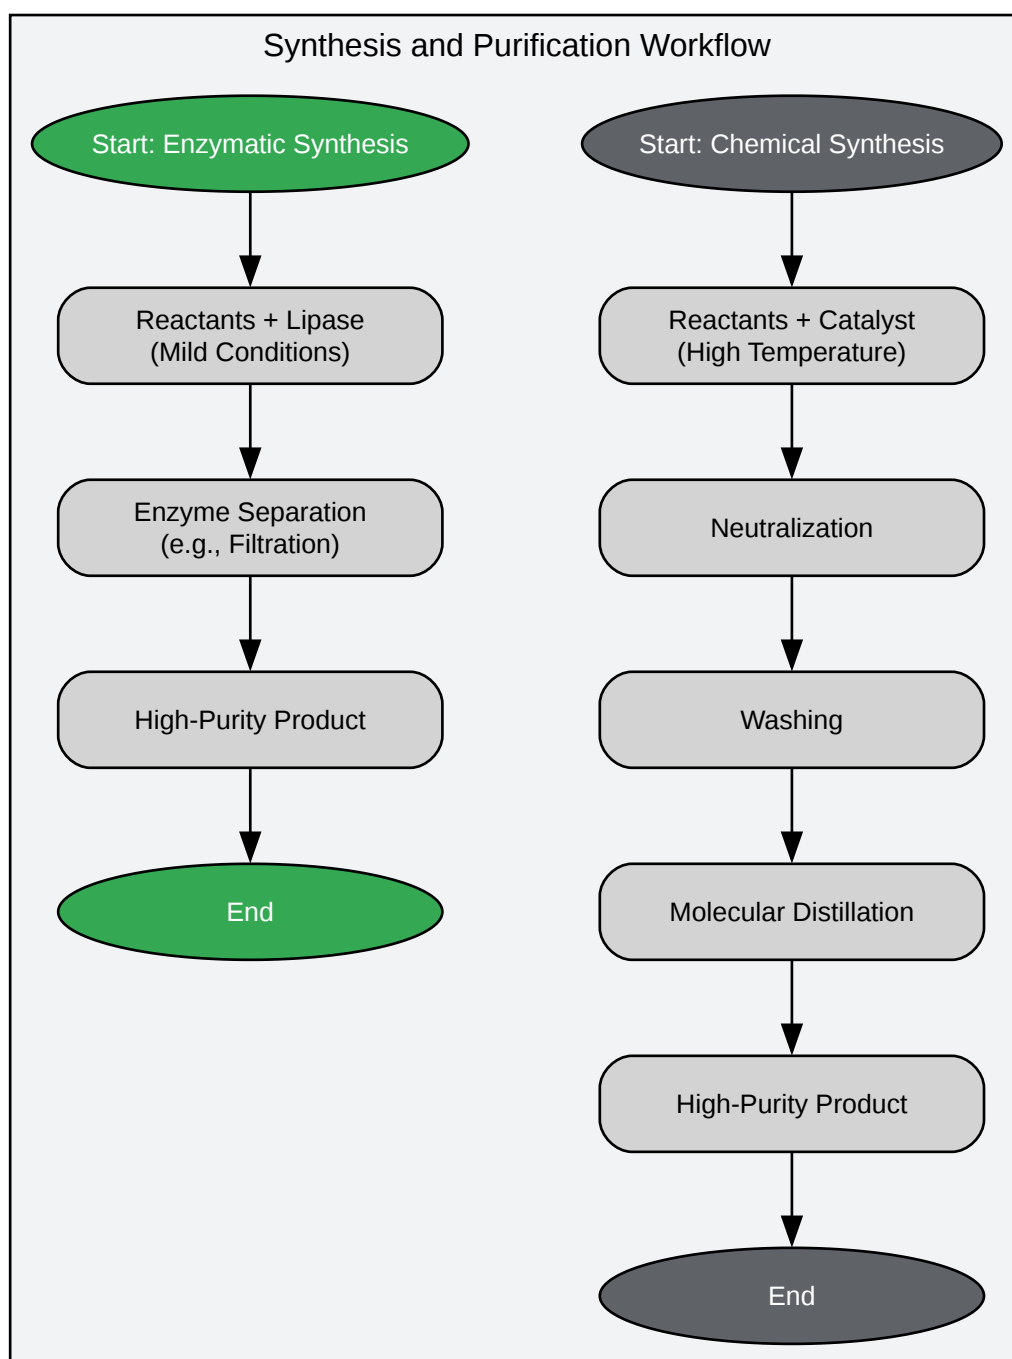 Synthesis and Purification Workflow
Start: Enzymatic Synthesis
Reactants + Lipase
(Mild Conditions)
Enzyme Separation
(e.g., Filtration)
High-Purity Product
End
Start: Chemical Synthesis
Reactants + Catalyst
(High Temperature)
Neutralization
Washing
Molecular Distillation
High-Purity Product
End